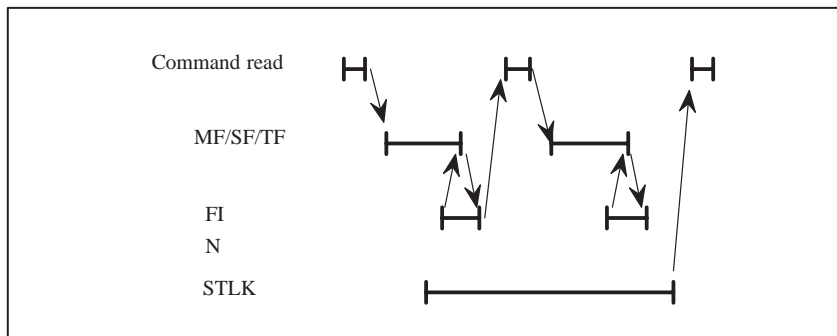 Command read
MF/SF/TF
FI
N
STLK